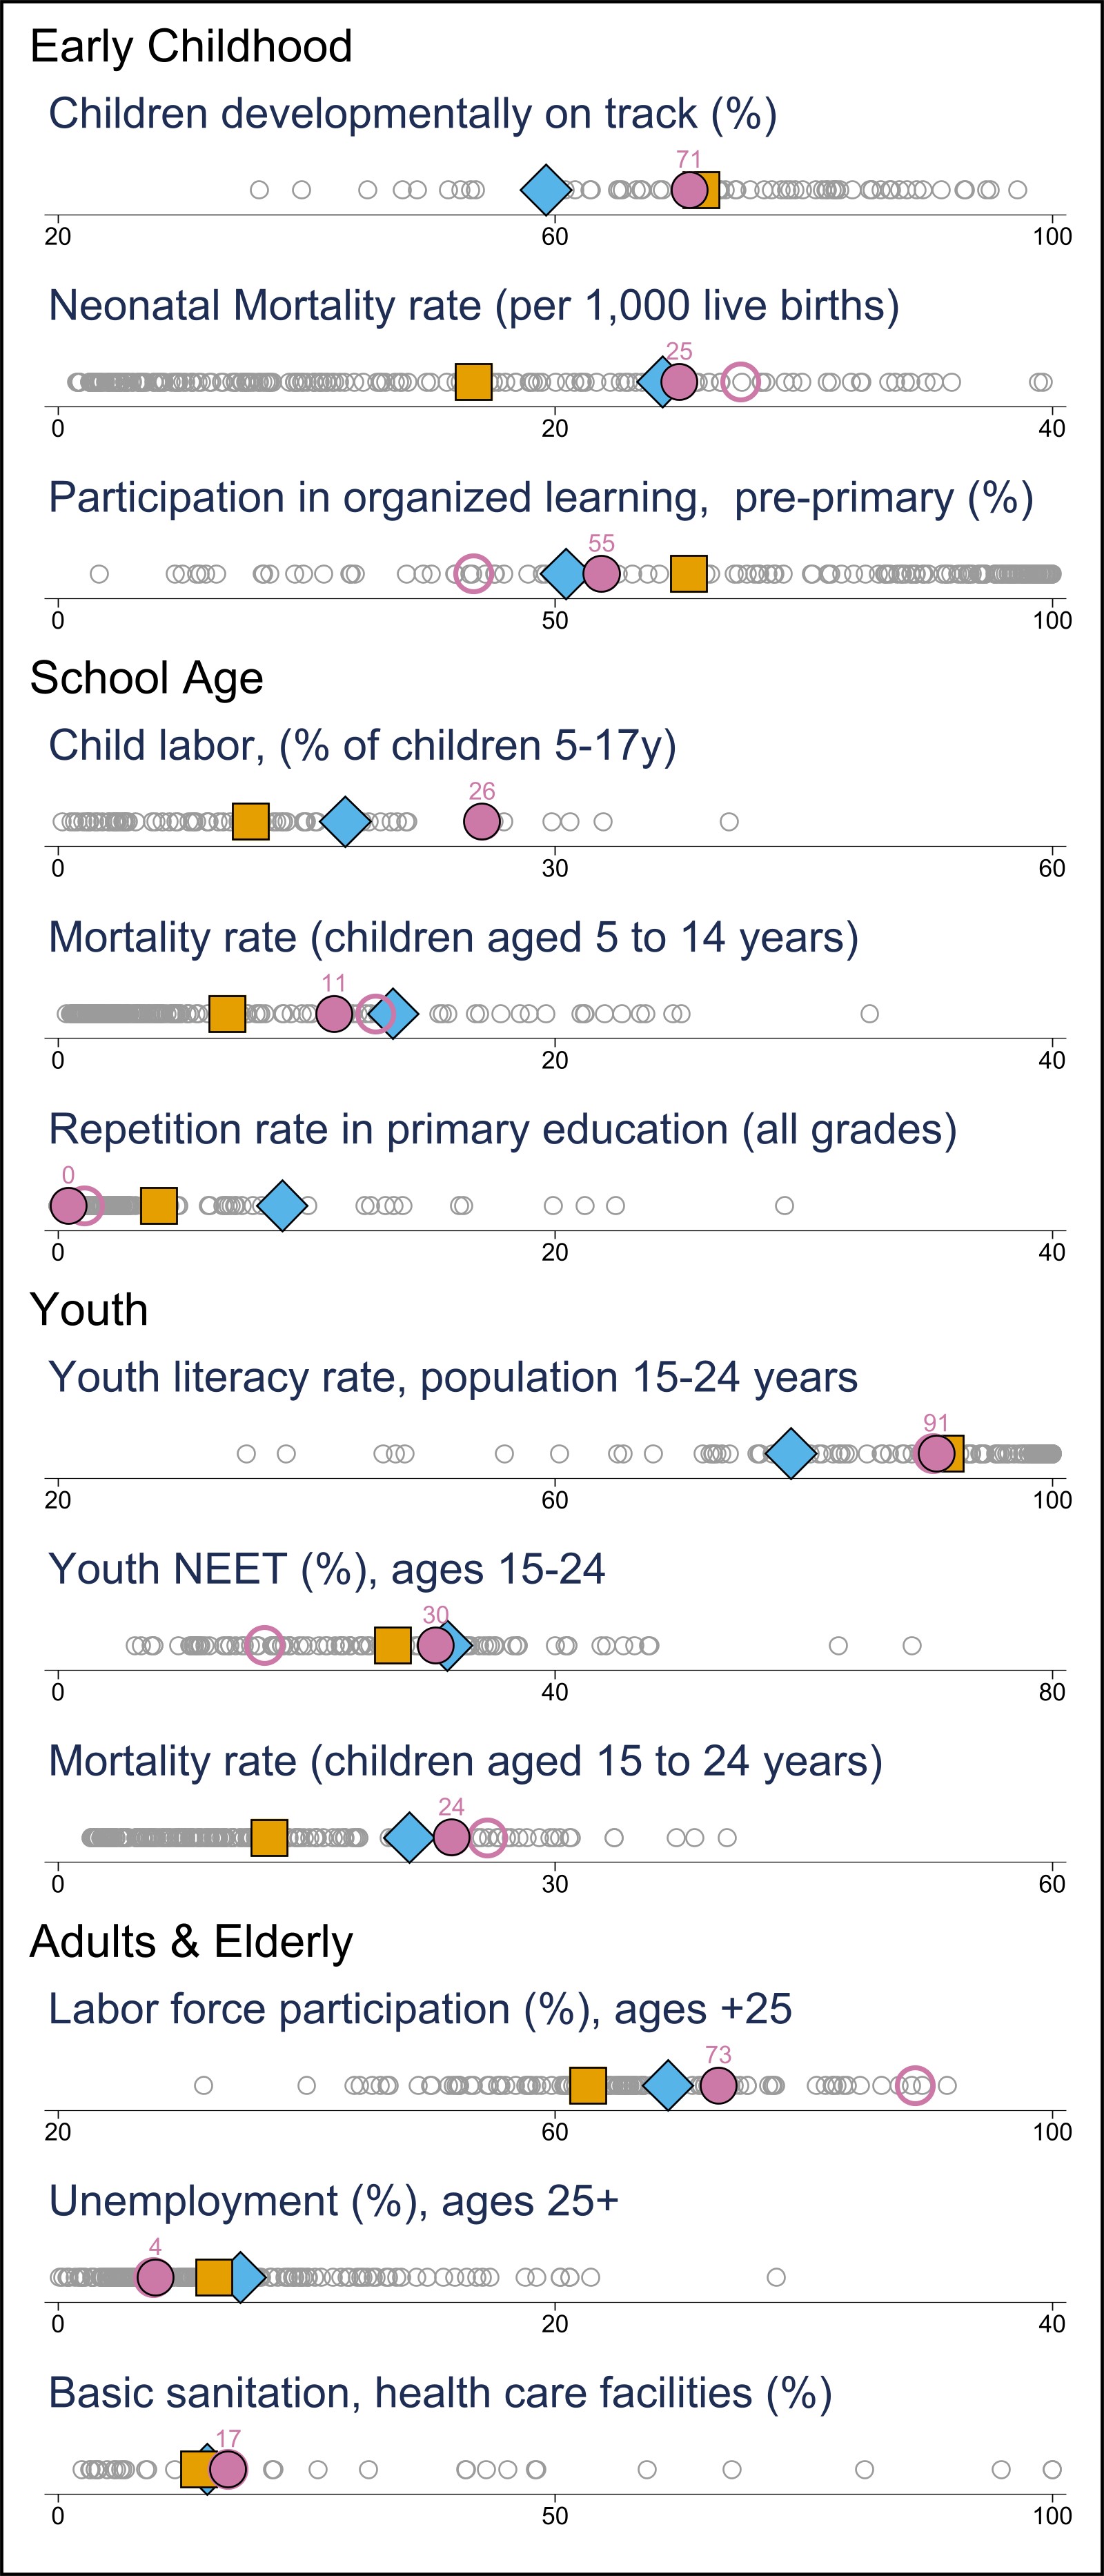 Early Childhood
Children developmentally on track (%)
71
20 60 100
Neonatal Mortality rate (per 1,000 live births)
25
0 20 40
Participation in organized learning,  pre-primary (%)
55
0 50 100
School Age
Child labor, (% of children 5-17y)
26
0 30 60
Mortality rate (children aged 5 to 14 years)
11
0 20 40
Repetition rate in primary education (all grades)
0
0 20 40
Youth
Youth literacy rate, population 15-24 years
91
20 60 100
Youth NEET (%), ages 15-24
30
0 40 80
Mortality rate (children aged 15 to 24 years)
24
0 30 60
Adults & Elderly
Labor force participation (%), ages +25
73
20 60 100
Unemployment (%), ages 25+
4
0 20 40
Basic sanitation, health care facilities (%)
17
0 50 100